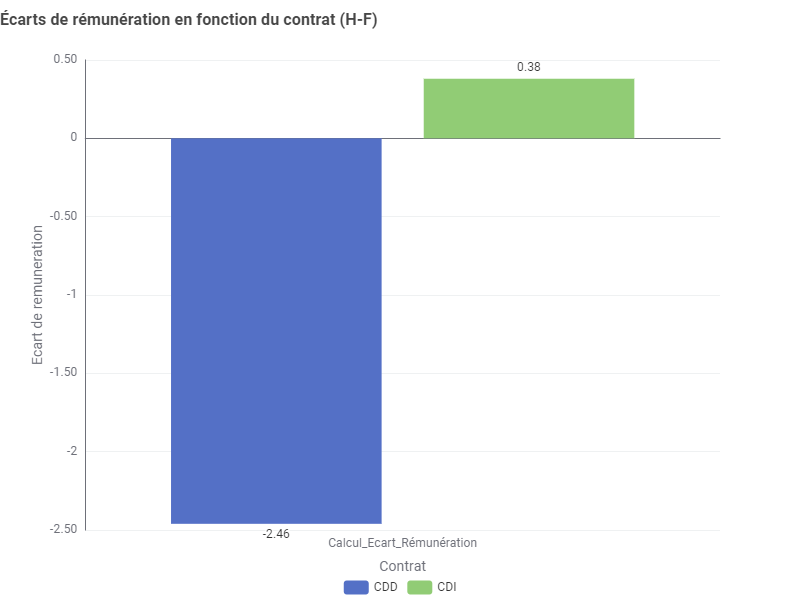 Écarts de rémunération en fonction du contrat (H-F)
0.50
0.38
0
-0.50
Ecart de remuneration
-1
-1.50
-2
-2.50
-2.46
Calcul_Ecart_Rémunération
Contrat
CDD CDI